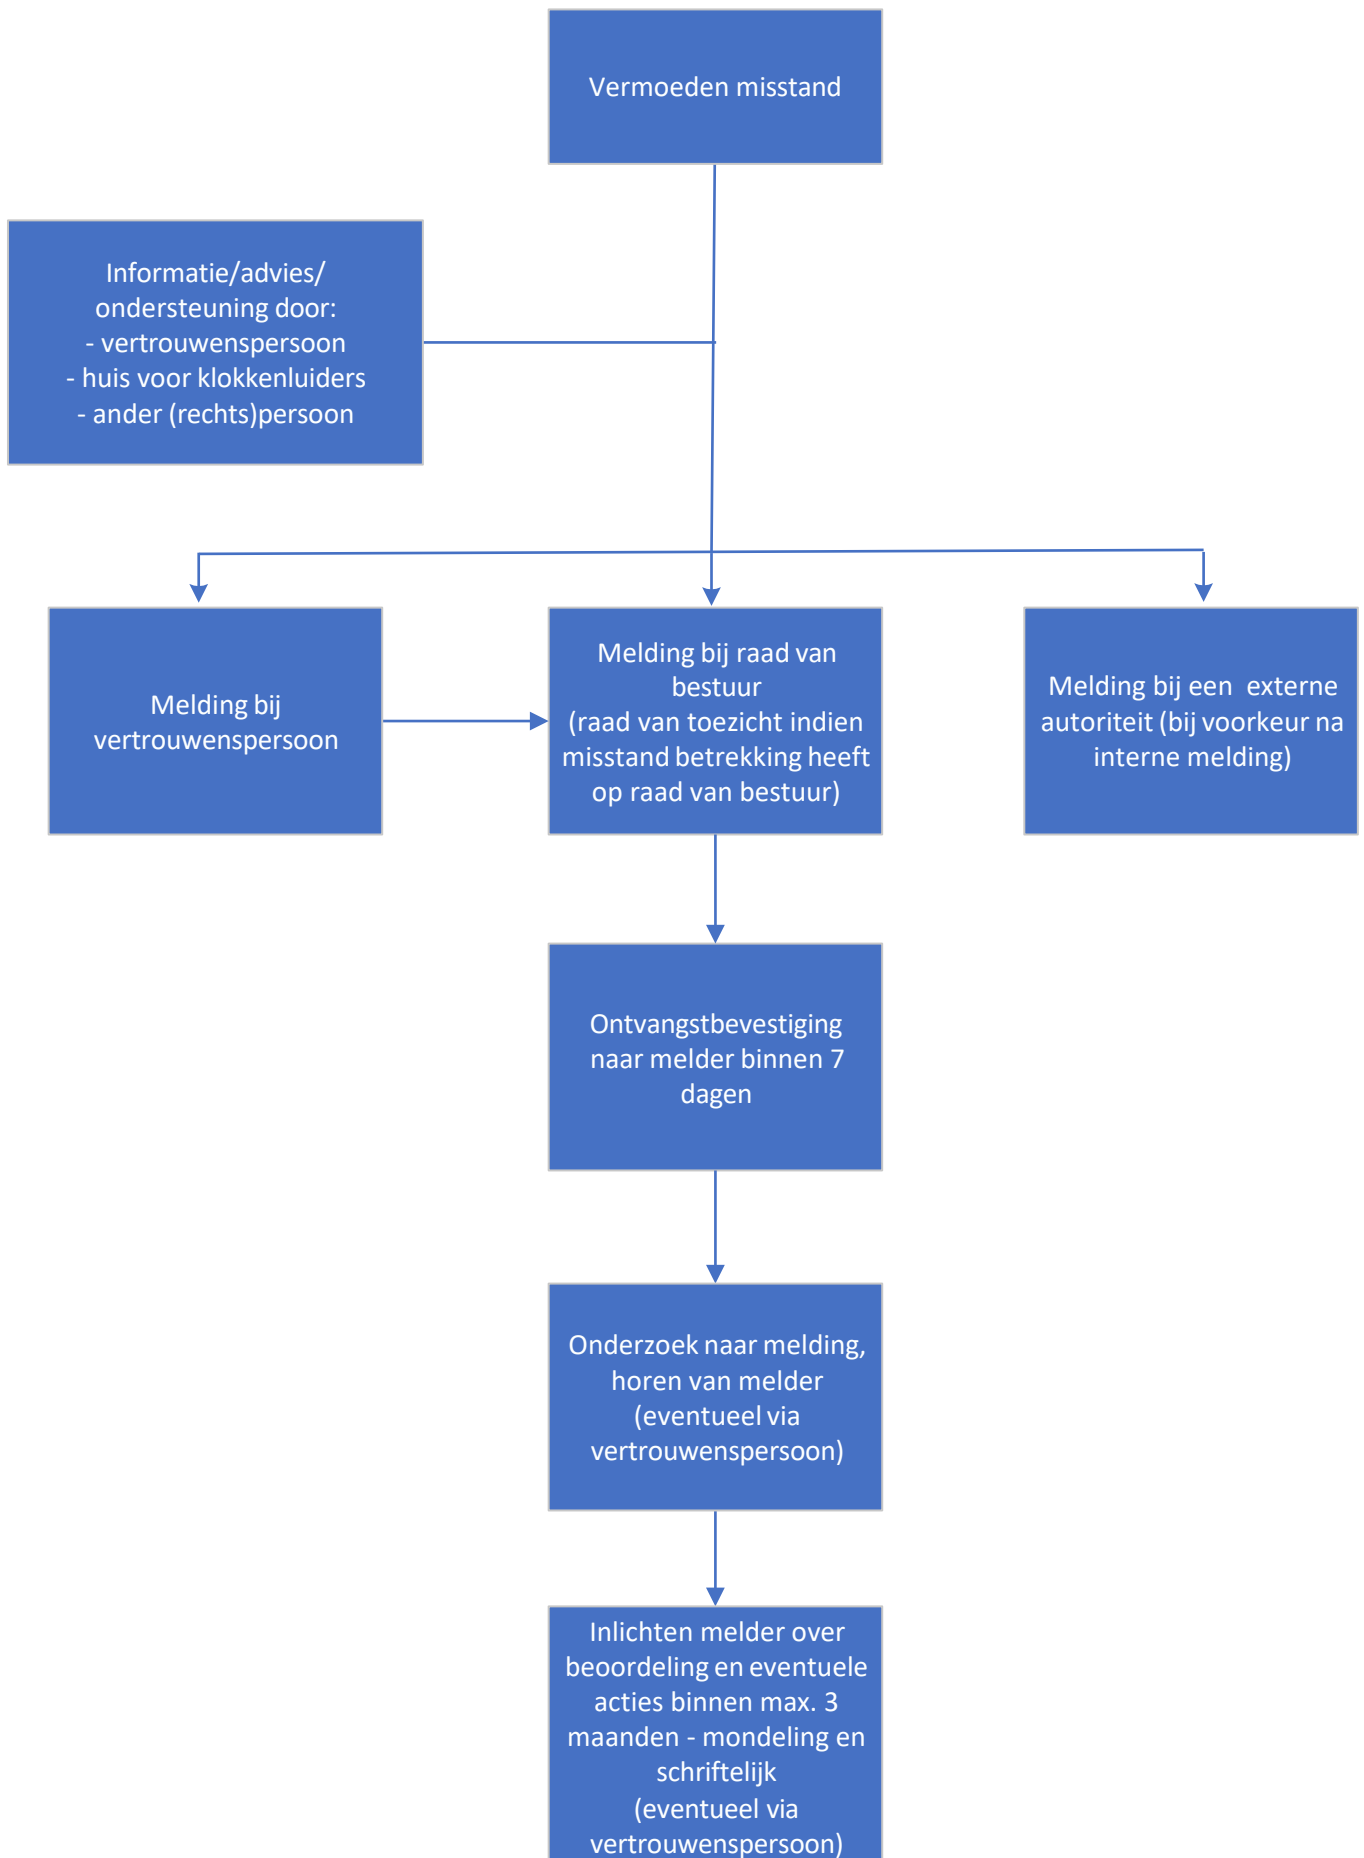 Vermoeden misstand
Informatie/advies/
ondersteuning door:
- vertrouwenspersoon
- huis voor klokkenluiders
- ander (rechts)persoon
Melding bij
vertrouwenspersoon
Melding bij raad van
bestuur
(raad van toezicht indien
misstand betrekking heeft
op raad van bestuur)
Melding bij een  externe
autoriteit (bij voorkeur na
interne melding)
Ontvangstbevestiging
naar melder binnen 7
dagen
Onderzoek naar melding,
horen van melder
(eventueel via
vertrouwenspersoon)
Inlichten melder over
beoordeling en eventuele
acties binnen max. 3
maanden - mondeling en
schriftelijk
(eventueel via
vertrouwenspersoon)